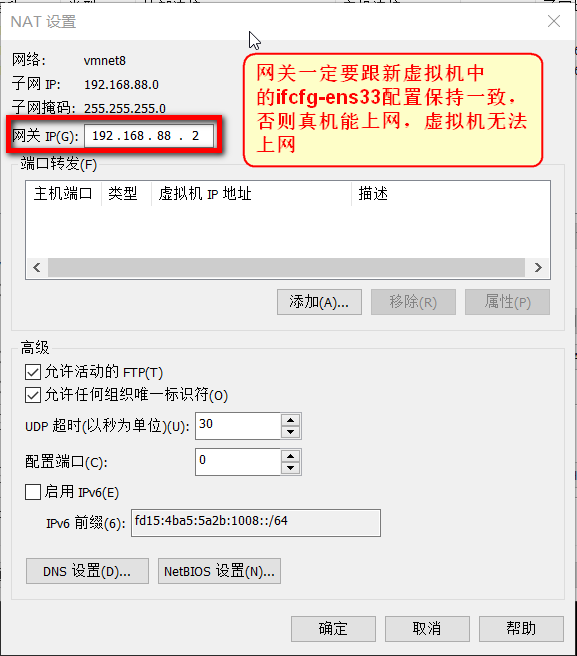 NAT 设置
网络: vmnet8
子网 IP: 192.168.88.0
子网掩码: 255.255.255.0
网关 IP(G): 192 . 168 . 88 . 2
网关一定要跟新虚拟机中
的ifcfg-ens33配置保持一致，
否则真机能上网，虚拟机无法
上网
端口转发(F)
主机端口 类型 虚拟机 IP 地址 描述
添加(A)... 移除(R) 属性(P)
高级
允许活动的 FTP(T)
允许任何组织唯一标识符(O)
UDP 超时(以秒为单位)(U): 30
配置端口(C): 0
启用 IPv6(E)
IPv6 前缀(6): fd15:4ba5:5a2b:1008::/64
DNS 设置(D)... NetBIOS 设置(N)...
确定 取消 帮助